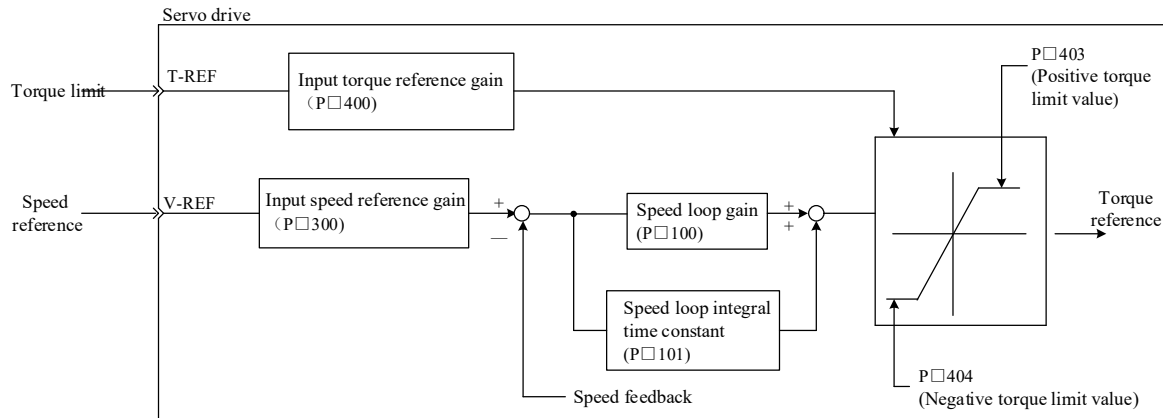 Servo drive
T-REF
Torque limit
Input torque reference gain
（P□400）
P□403
(Positive torque
limit value)
Speed
reference
V-REF
Input speed reference gain
（P□300）
+
—
Speed loop gain
(P□100)
+
+
Torque
reference
Speed loop integral
time constant
(P□101)
Speed feedback
P□404
(Negative torque limit value)